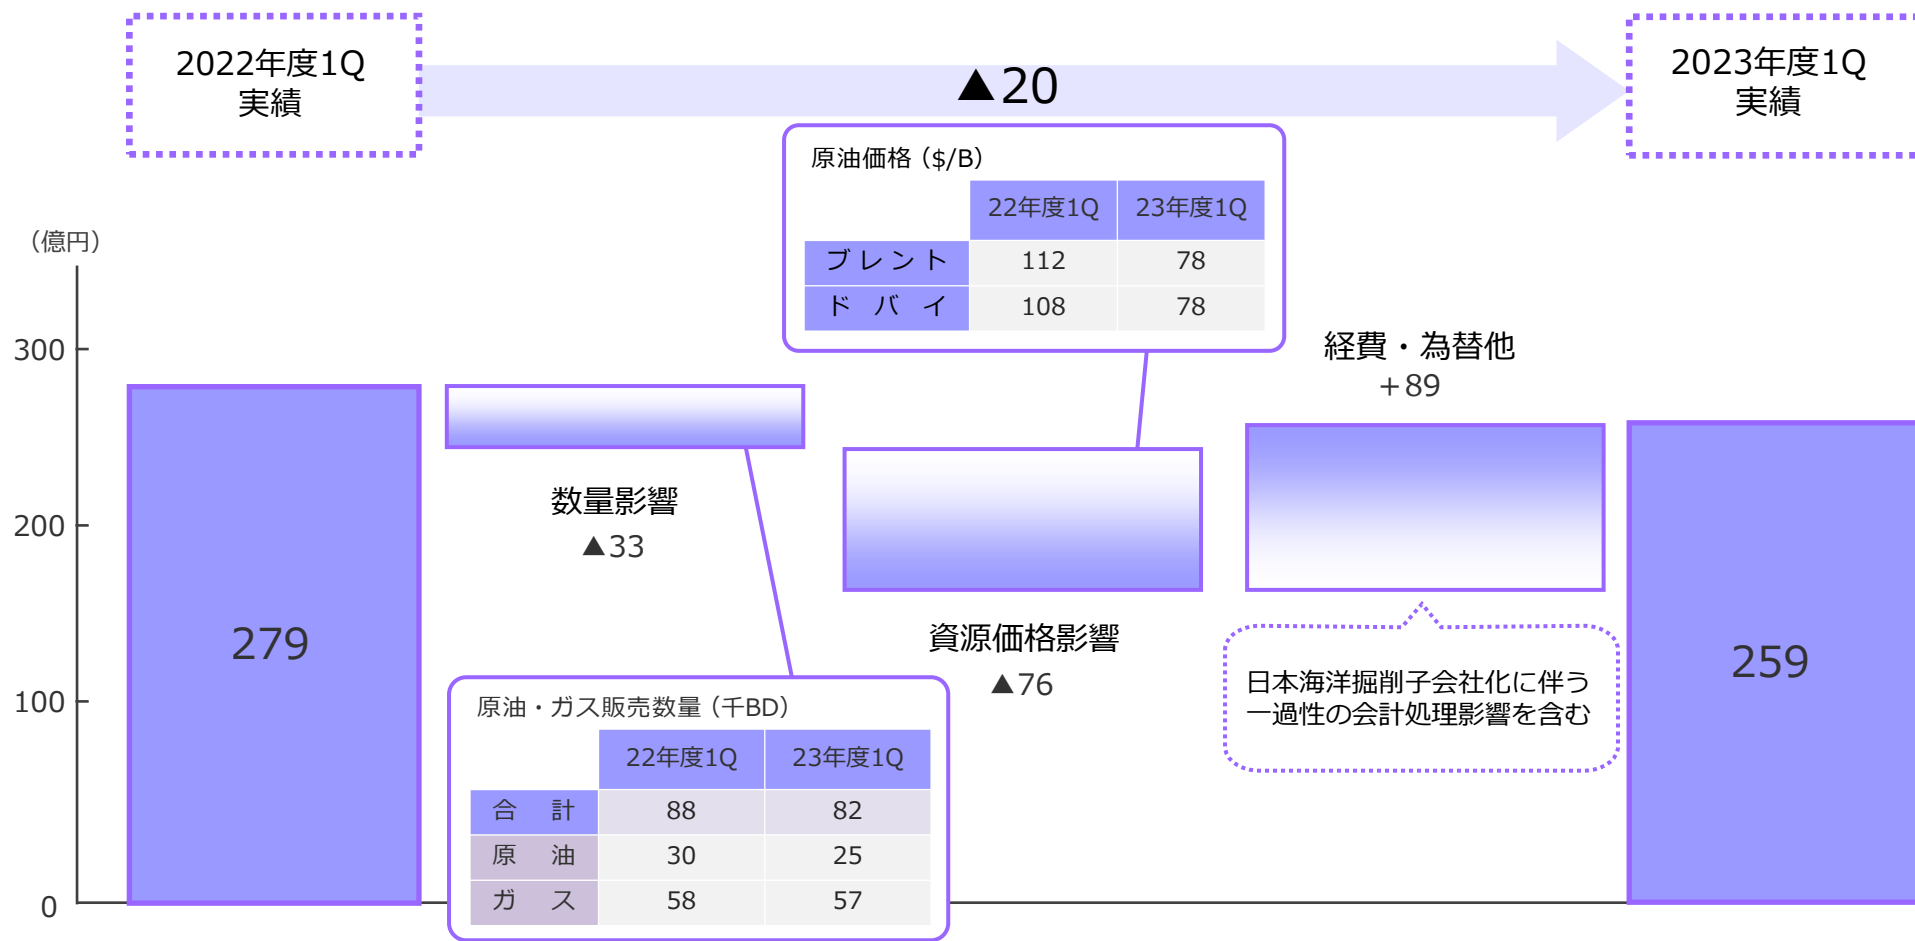 2022年度1Q
実績
▲20
2023年度1Q
実績
原油価格（$/B）
22年度1Q 23年度1Q
ブレント 112 78
ドバイ 108 78
（億円）
300
200
100
0
279
数量影響
▲33
資源価格影響
▲76
経費・為替他
＋89
日本海洋掘削子会社化に伴う
一過性の会計処理影響を含む
259
原油・ガス販売数量（千BD）
22年度1Q 23年度1Q
合計 88 82
原油 30 25
ガス 58 57